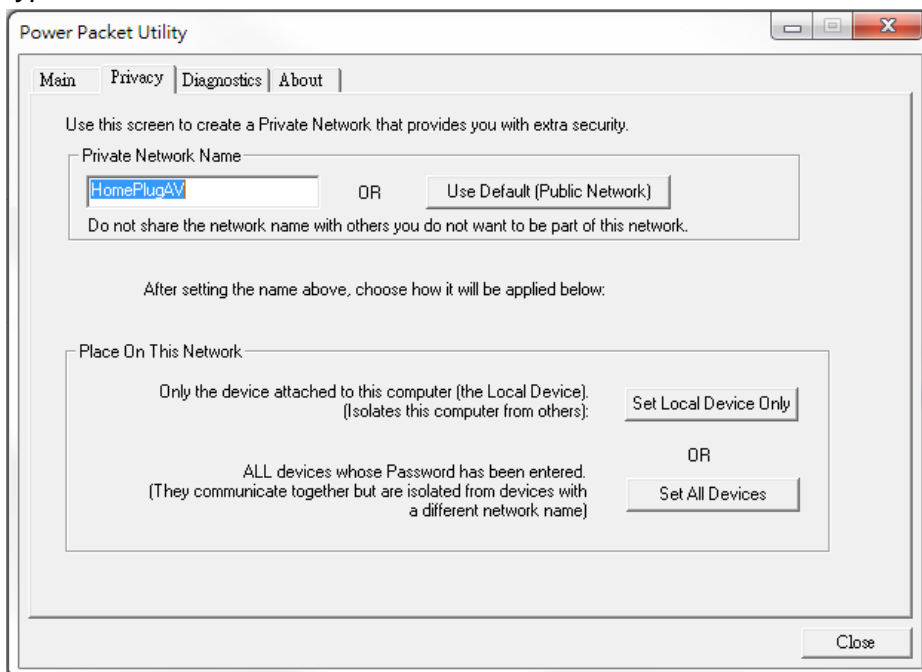 Power Packet Utility
Main Privacy Diagnostics About
Use this screen to create a Private Network that provides you with extra security.
Private Network Name
HomePlugAV OR Use Default (Public Network)
Do not share the network name with others you do not want to be part of this network.
After setting the name above, choose how it will be applied below:
Place On This Network
Only the device attached to this computer (the Local Device).
(Isolates this computer from others):
Set Local Device Only
OR
ALL devices whose Password has been entered.
(They communicate together but are isolated from devices with
a different network name)
Set All Devices
Close